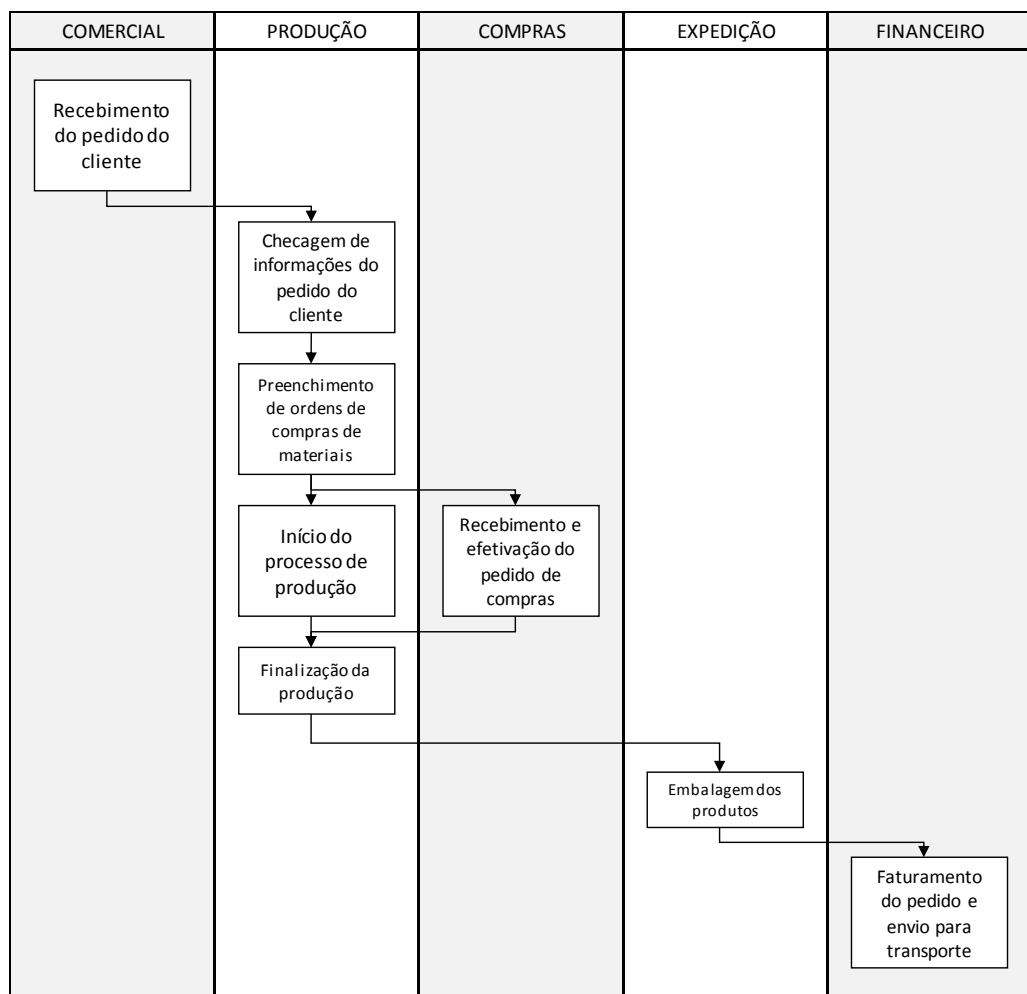 COMERCIAL
PRODUÇÃO
COMPRAS
EXPEDIÇÃO
FINANCEIRO
Recebimento
do pedido do
cliente
Checagem de
informações do
pedido do
cliente
Preenchimento
de ordens de
compras de
materiais
Início do
processo de
produção
Recebimento e
efetivação do
pedido de
compras
Finalização da
produção
Embalagem dos
produtos
Faturamento
do pedido e
envio para
transporte